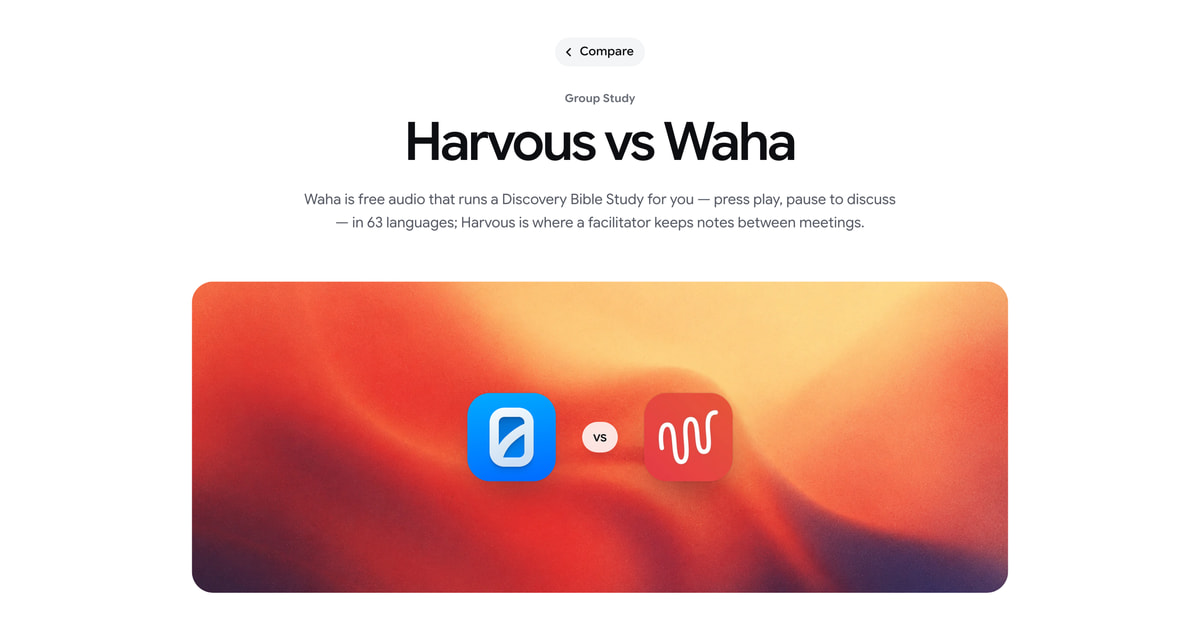 Compare
Group Study
Harvous vs Waha
Waha is free audio that runs a Discovery Bible Study for you — press play, pause to discuss
— in 63 languages; Harvous is where a facilitator keeps notes between meetings.
vs